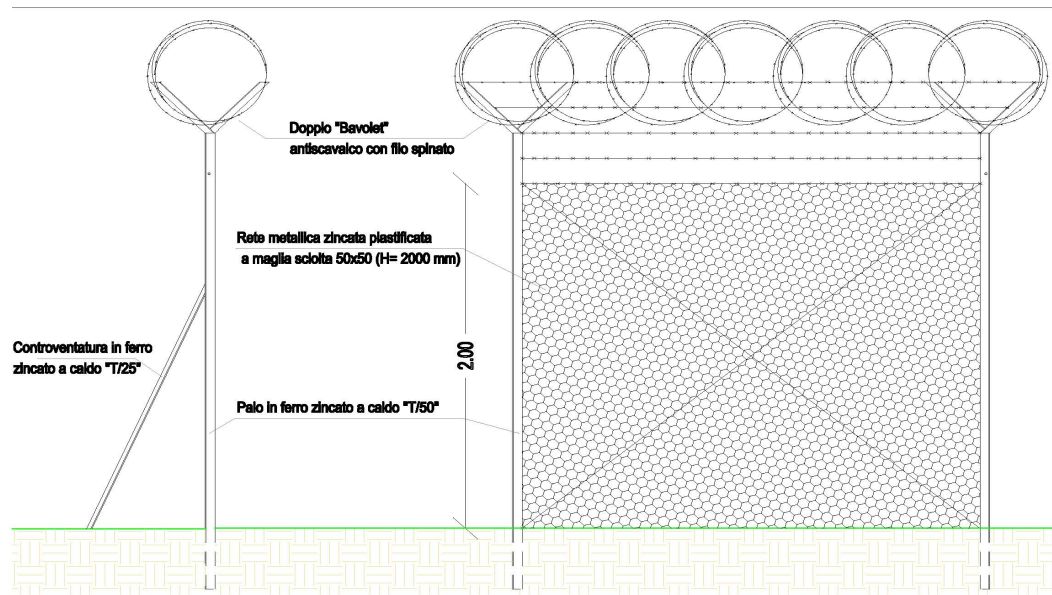 Doppio "Bavolet"
antiscavalco con filo spinato
Rete metallica zincata plastificata
a maglia sciolta 50x50 (H= 2000 mm)
2.00
Controventatura in ferro
zincato a caldo "T/25"
Palo in ferro zincato a caldo "T/50"